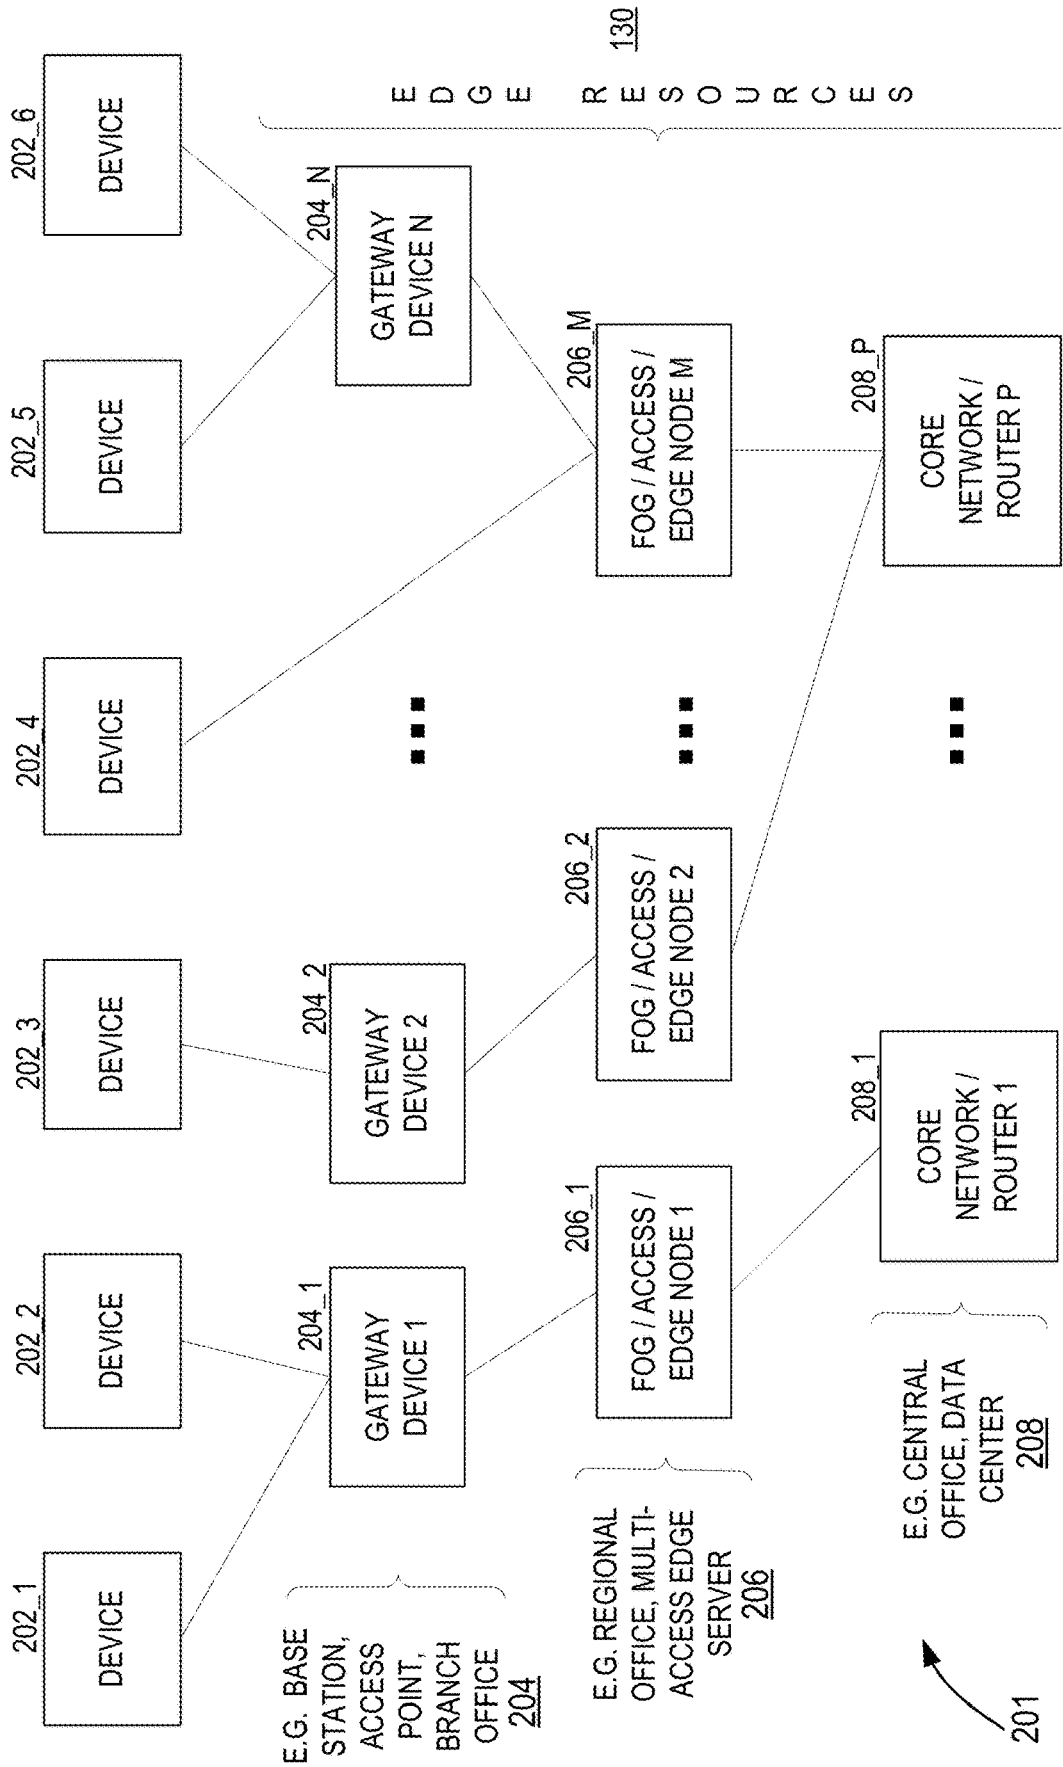 202_1
DEVICE
202_2
DEVICE
202_3
DEVICE
202_4
DEVICE
202_5
DEVICE
202_6
DEVICE
E.G. BASE
STATION,
ACCESS
POINT,
BRANCH
OFFICE
204
204_1
GATEWAY
DEVICE 1
204_2
GATEWAY
DEVICE 2
204_N
GATEWAY
DEVICE N
E.G. REGIONAL
OFFICE, MULTI-
ACCESS EDGE
SERVER
206
206_1
FOG / ACCESS /
EDGE NODE 1
206_2
FOG / ACCESS /
EDGE NODE 2
206_M
FOG / ACCESS /
EDGE NODE M
E.G. CENTRAL
OFFICE, DATA
CENTER
208
208_1
CORE
NETWORK /
ROUTER 1
208_P
CORE
NETWORK /
ROUTER P
EDGE RESOURCES
130
201